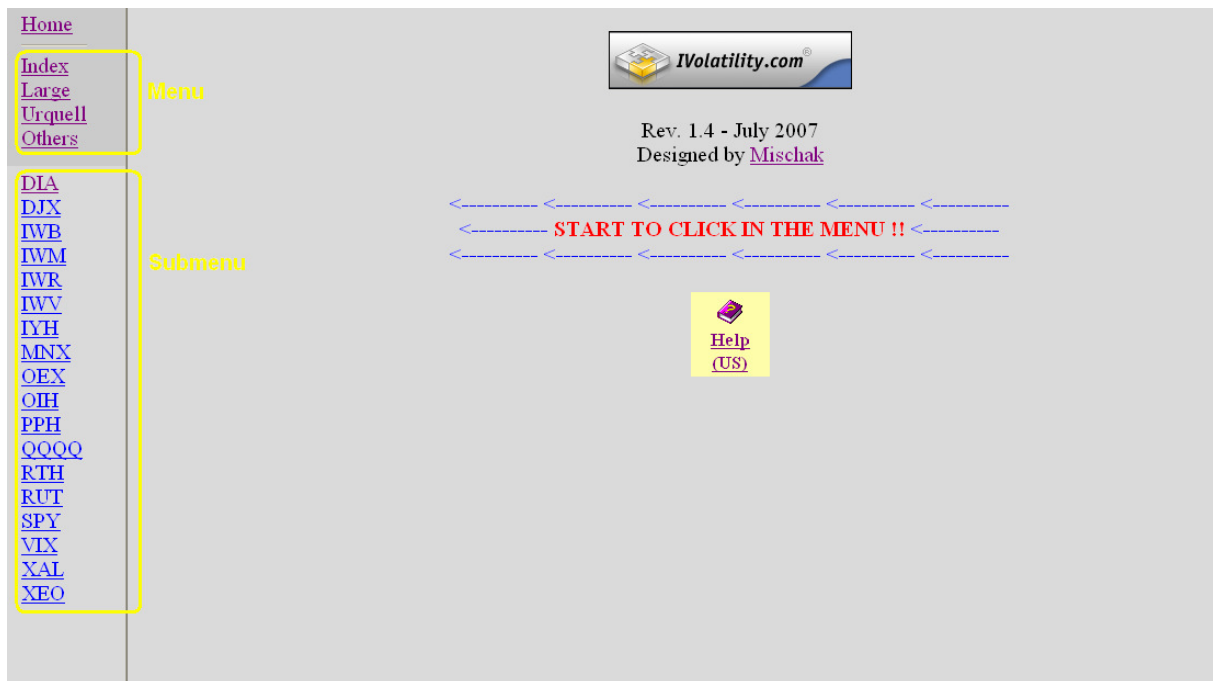 Home
Index
Large
Urquell
Others
Menu
DIA
DJX
IWB
IWM
IWR
IWV
IYH
MNX
OEX
OIH
PPH
QQQQ
RTH
RUT
SPY
VIX
XAL
XEO
Submenu
IVolatility.com®
Rev. 1.4 - July 2007
Designed by Mischak
<---------- <---------- <---------- <---------- <---------- <----------
<---------- START TO CLICK IN THE MENU !! <----------
<---------- <---------- <---------- <---------- <---------- <----------
Help
(US)